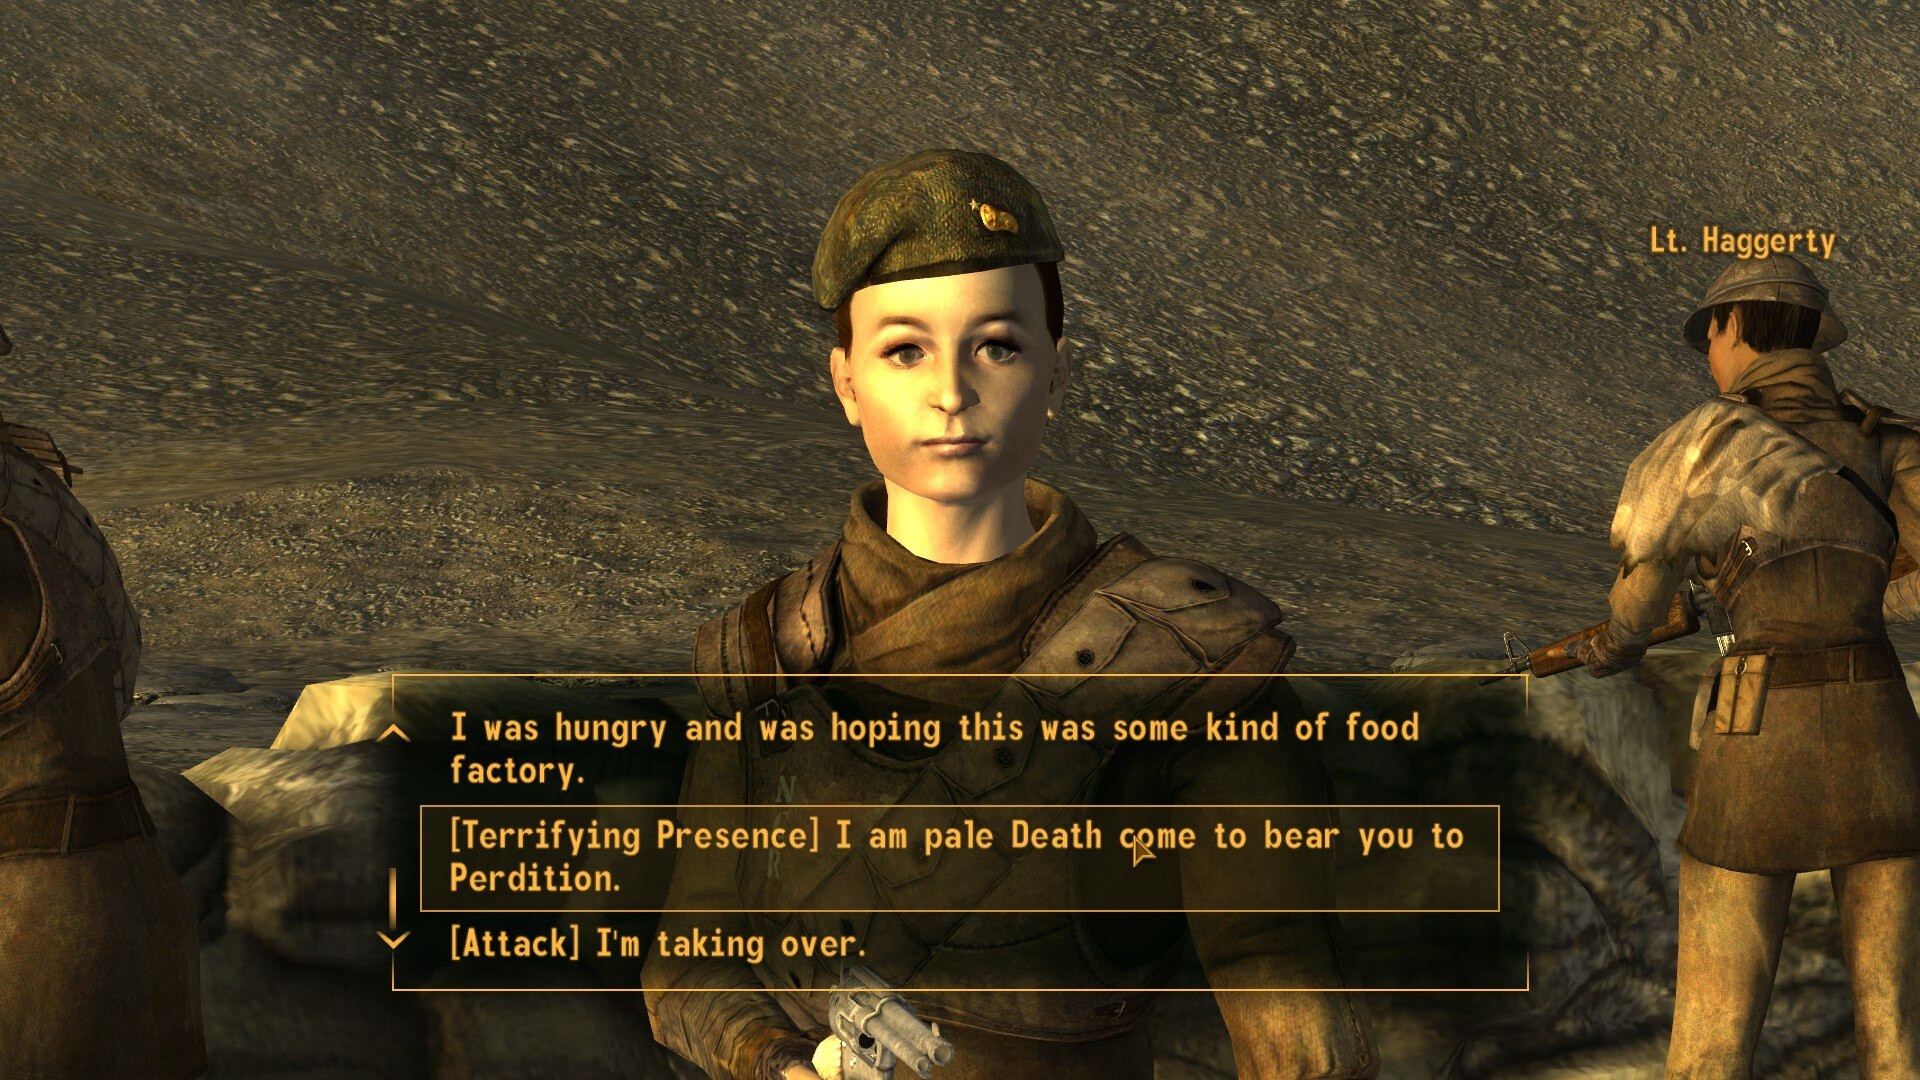 Lt. Haggerty
I was hungry and was hoping this was some kind of food
factory.
[Terrifying Presence] I am pale Death come to bear you to
Perdition.
[Attack] I'm taking over.